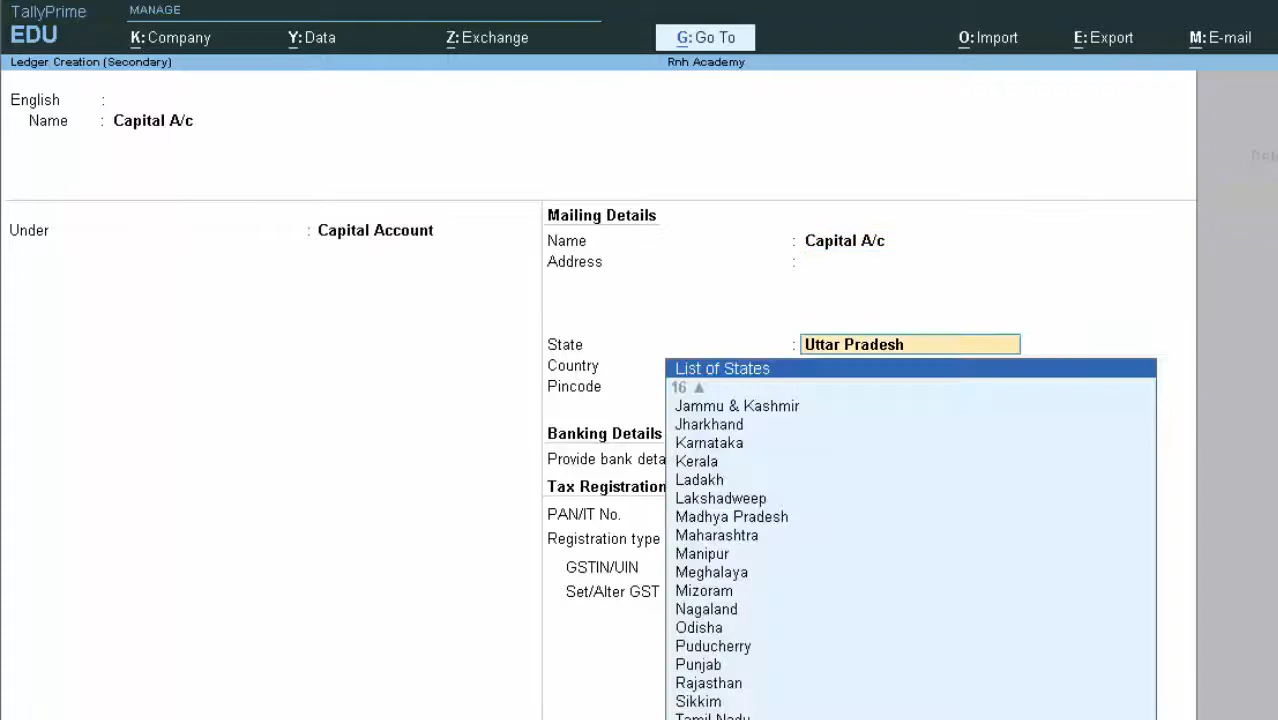 TallyPrime MANAGE
EDU K: Company Y: Data Z: Exchange G: Go To O: Import E: Export M: E-mail
Ledger Creation (Secondary) Rnh Academy
English :
Name : Capital A/c
Under : Capital Account
Mailing Details
Name : Capital A/c
Address :
State : Uttar Pradesh
Country
Pincode
Banking Details
Provide bank deta
Tax Registration
PAN/IT No.
Registration type
GSTIN/UIN
Set/Alter GST
List of States
16 ▲
Jammu & Kashmir
Jharkhand
Karnataka
Kerala
Ladakh
Lakshadweep
Madhya Pradesh
Maharashtra
Manipur
Meghalaya
Mizoram
Nagaland
Odisha
Puducherry
Punjab
Rajasthan
Sikkim
Tamil Nadu